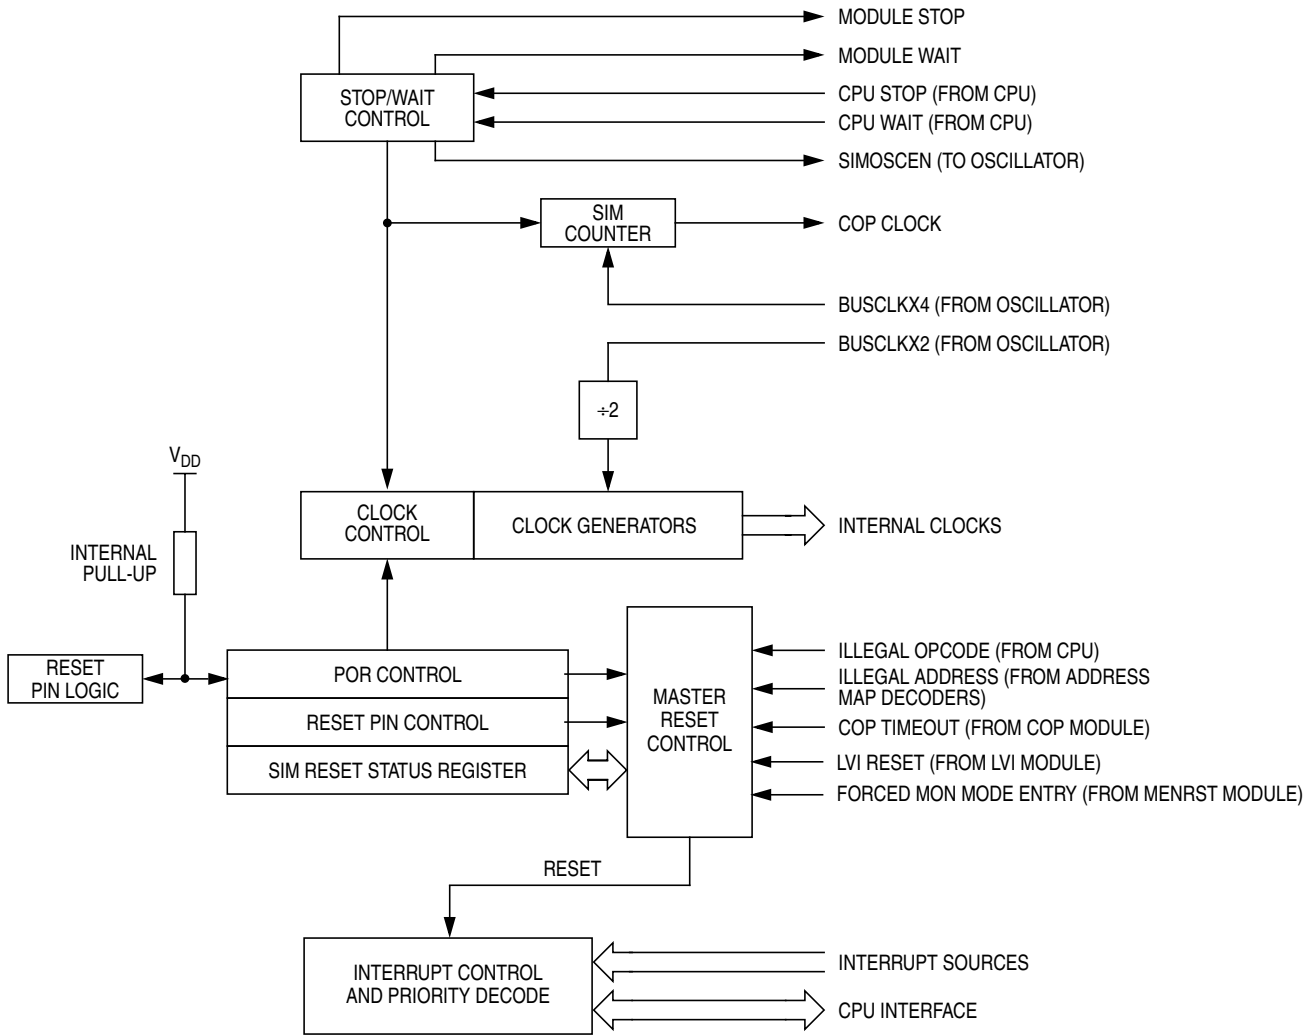 MODULE STOP
MODULE WAIT
STOP/WAIT
CONTROL
CPU STOP (FROM CPU)
CPU WAIT (FROM CPU)
SIMOSCEN (TO OSCILLATOR)
SIM
COUNTER
COP CLOCK
BUSCLKX4 (FROM OSCILLATOR)
BUSCLKX2 (FROM OSCILLATOR)
÷2
VDD
INTERNAL
PULL-UP
CLOCK
CONTROL
CLOCK GENERATORS
INTERNAL CLOCKS
RESET
PIN LOGIC
POR CONTROL
RESET PIN CONTROL
SIM RESET STATUS REGISTER
MASTER
RESET
CONTROL
ILLEGAL OPCODE (FROM CPU)
ILLEGAL ADDRESS (FROM ADDRESS
MAP DECODERS)
COP TIMEOUT (FROM COP MODULE)
LVI RESET (FROM LVI MODULE)
FORCED MON MODE ENTRY (FROM MENRST MODULE)
RESET
INTERRUPT CONTROL
AND PRIORITY DECODE
INTERRUPT SOURCES
CPU INTERFACE